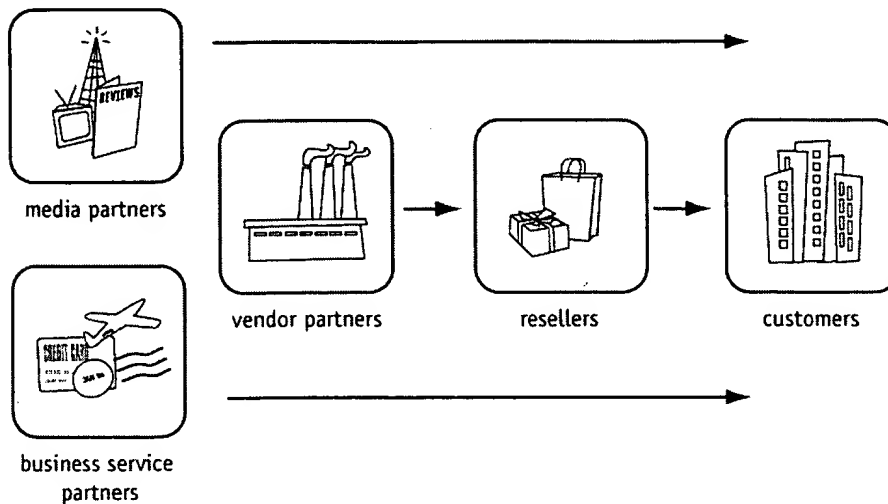 REVIEWS
media partners
vendor partners
resellers
customers
CREDIT CARD
business service
partners